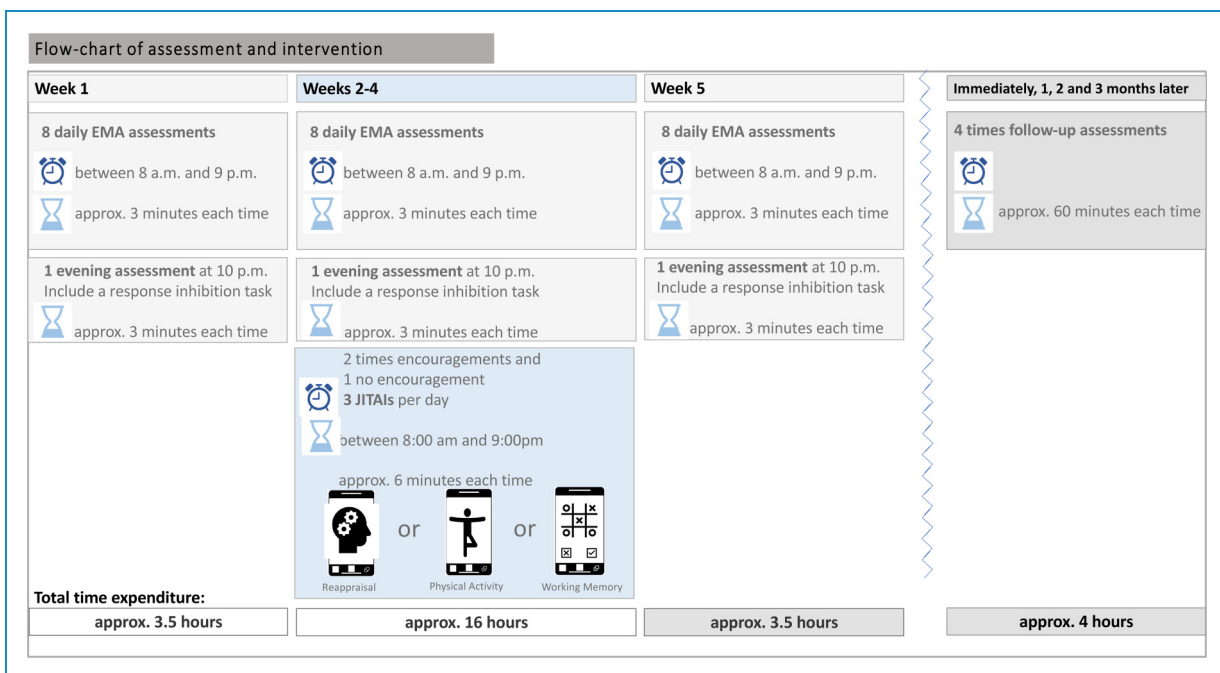 Flow-chart of assessment and intervention
Week 1
8 daily EMA assessments
between 8 a.m. and 9 p.m.
approx. 3 minutes each time
1 evening assessment at 10 p.m.
Include a response inhibition task
approx. 3 minutes each time
Weeks 2-4
8 daily EMA assessments
between 8 a.m. and 9 p.m.
approx. 3 minutes each time
1 evening assessment at 10 p.m.
Include a response inhibition task
approx. 3 minutes each time
2 times encouragements and
1 no encouragement
3 JITAIs per day
between 8:00 am and 9:00pm
approx. 6 minutes each time
or
or
Reappraisal
Physical Activity
Working Memory
Week 5
8 daily EMA assessments
between 8 a.m. and 9 p.m.
approx. 3 minutes each time
1 evening assessment at 10 p.m.
Include a response inhibition task
approx. 3 minutes each time
Immediately, 1, 2 and 3 months later
4 times follow-up assessments
approx. 60 minutes each time
Total time expenditure:
approx. 3.5 hours
approx. 16 hours
approx. 3.5 hours
approx. 4 hours